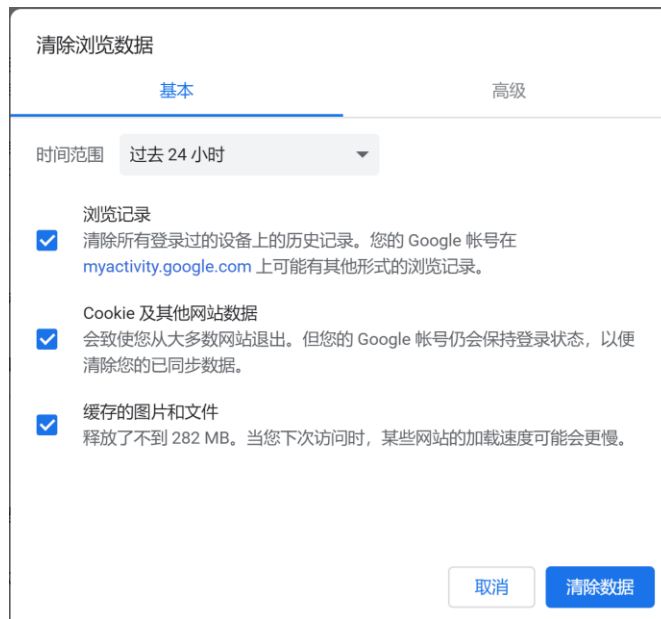 清除浏览数据
基本
高级
时间范围
过去 24 小时
浏览记录
清除所有登录过的设备上的历史记录。您的 Google 帐号在
myactivity.google.com 上可能有其他形式的浏览记录。
Cookie 及其他网站数据
会致使您从大多数网站退出。但您的 Google 帐号仍会保持登录状态，以便
清除您的已同步数据。
缓存的图片和文件
释放了不到 282 MB。当您下次访问时，某些网站的加载速度可能会更慢。
取消
清除数据